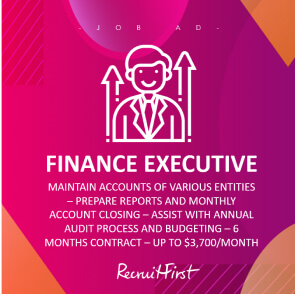 - JOB AD -
FINANCE EXECUTIVE
MAINTAIN ACCOUNTS OF VARIOUS ENTITIES
– PREPARE REPORTS AND MONTHLY
ACCOUNT CLOSING – ASSIST WITH ANNUAL
AUDIT PROCESS AND BUDGETING – 6
MONTHS CONTRACT – UP TO $3,700/MONTH
RecruitFirst